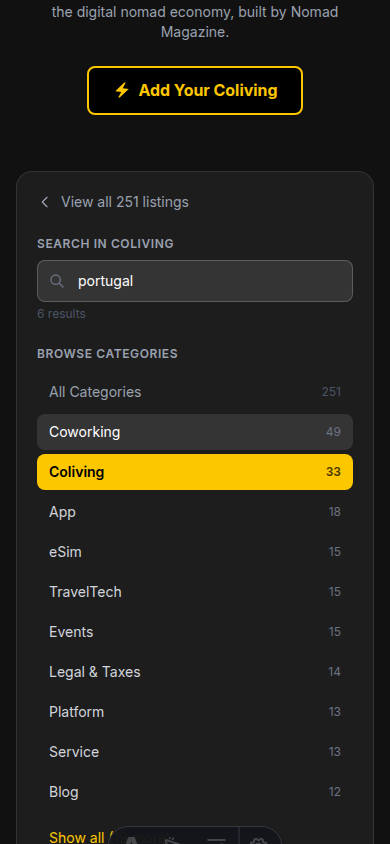 the digital nomad economy, built by Nomad
Magazine.
Add Your Coliving
View all 251 listings
SEARCH IN COLIVING
portugal
6 results
BROWSE CATEGORIES
All Categories 251
Coworking 49
Coliving 33
App 18
eSim 15
TravelTech 15
Events 15
Legal & Taxes 14
Platform 13
Service 13
Blog 12
Show all